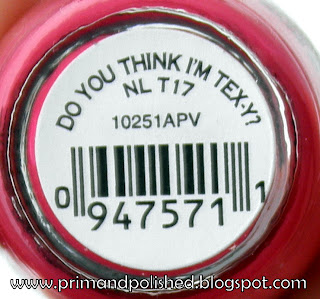 DO YOU THINK I'M TEX-Y?
NL T17
10251APV
0 947571 1
www.primandpolished.blogspot.com